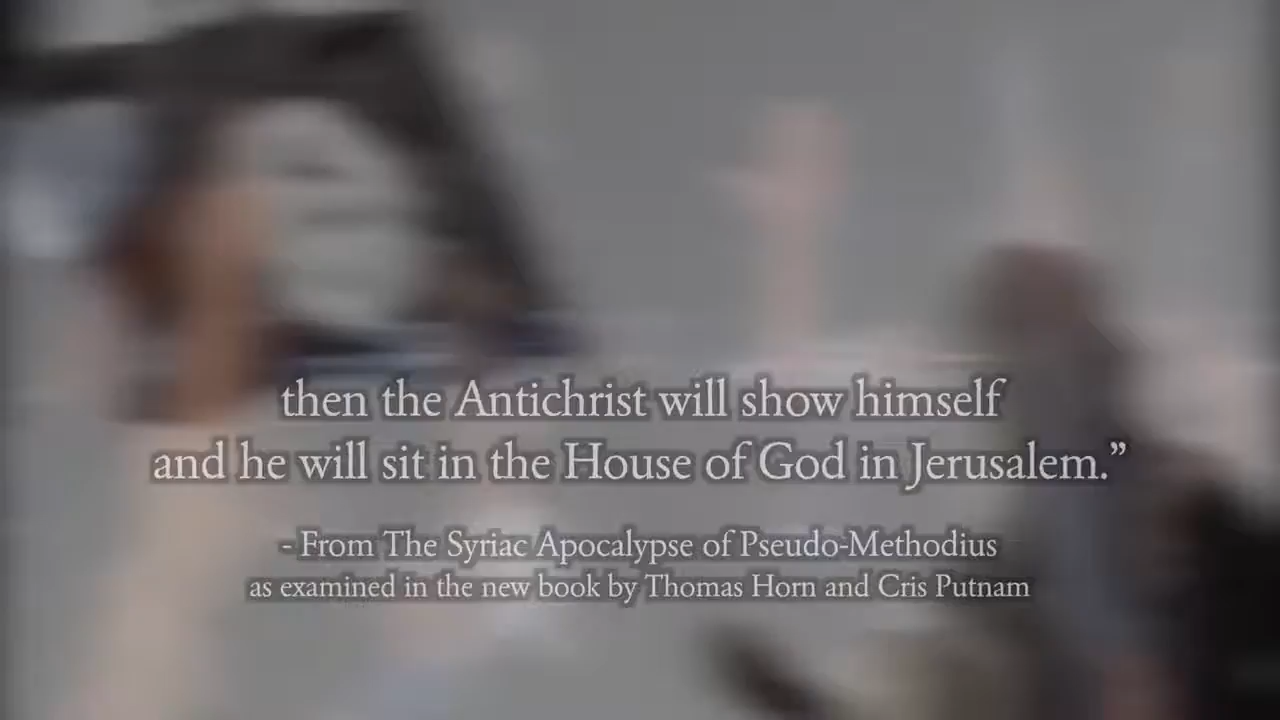 then the Antichrist will show himself
and he will sit in the House of God in Jerusalem.”
- From The Syriac Apocalypse of Pseudo-Methodius
as examined in the new book by Thomas Horn and Cris Putnam